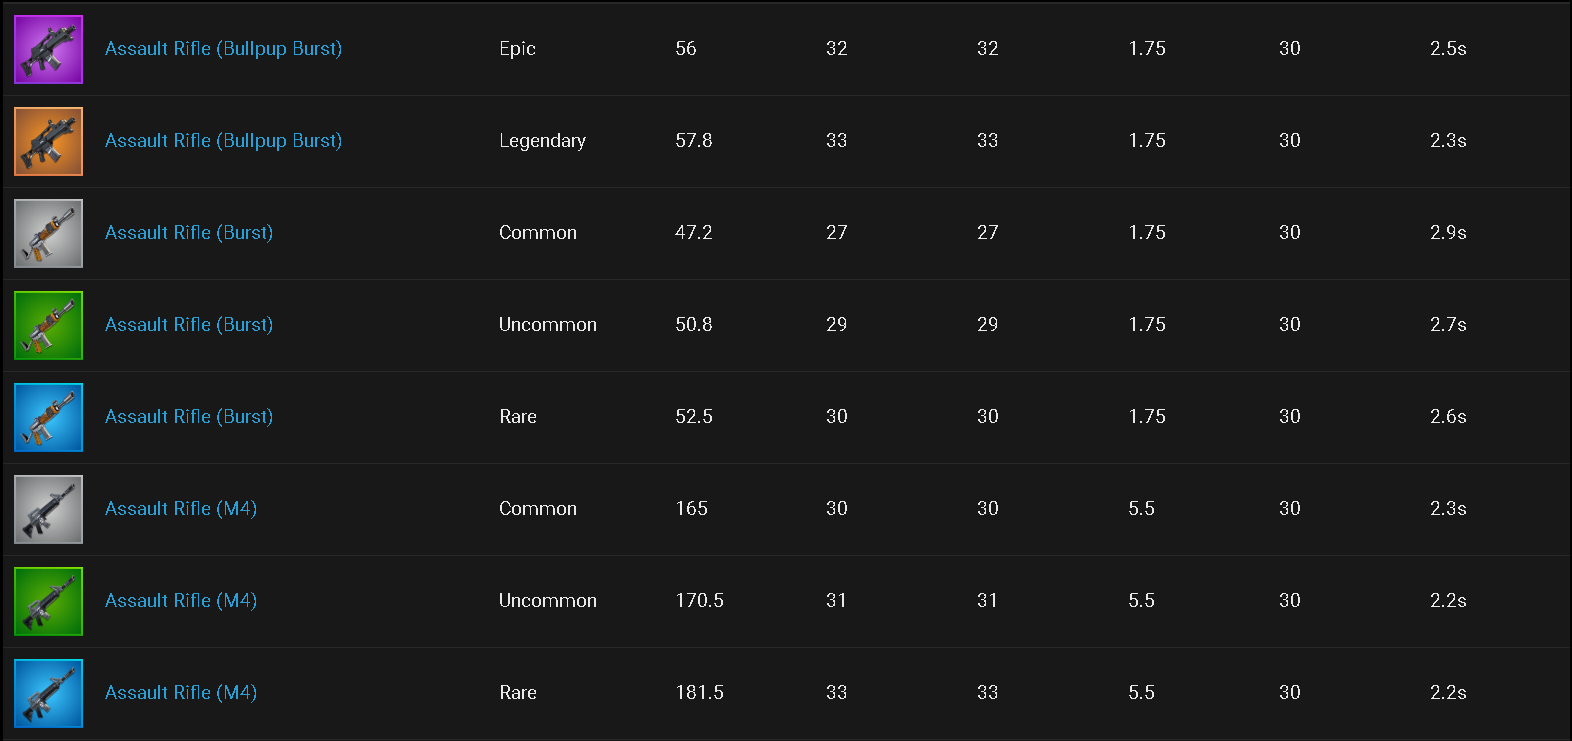 Assault Rifle (Bullpup Burst) Epic 56 32 32 1.75 30 2.5s
Assault Rifle (Bullpup Burst) Legendary 57.8 33 33 1.75 30 2.3s
Assault Rifle (Burst) Common 47.2 27 27 1.75 30 2.9s
Assault Rifle (Burst) Uncommon 50.8 29 29 1.75 30 2.7s
Assault Rifle (Burst) Rare 52.5 30 30 1.75 30 2.6s
Assault Rifle (M4) Common 165 30 30 5.5 30 2.3s
Assault Rifle (M4) Uncommon 170.5 31 31 5.5 30 2.2s
Assault Rifle (M4) Rare 181.5 33 33 5.5 30 2.2s